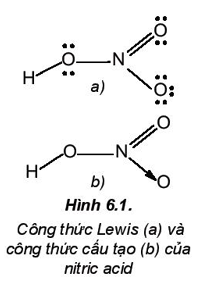 O
H O N
a) O
O
H O N
b) O
Hình 6.1.
Công thức Lewis (a) và
công thức cấu tạo (b) của
nitric acid